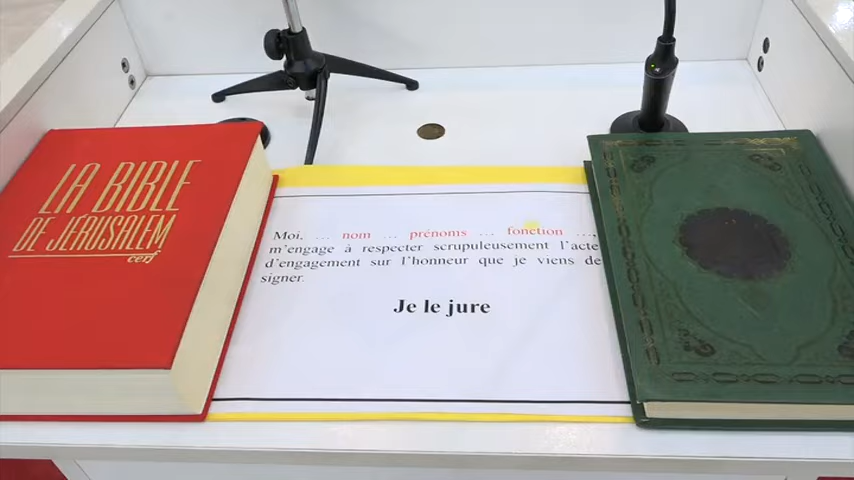 LA BIBLE
DE JÉRUSALEM
cerf
Moi, ... nom ... prénoms ... fonction ...,
m'engage à respecter scrupuleusement l'acte
d'engagement sur l'honneur que je viens de
signer.
Je le jure